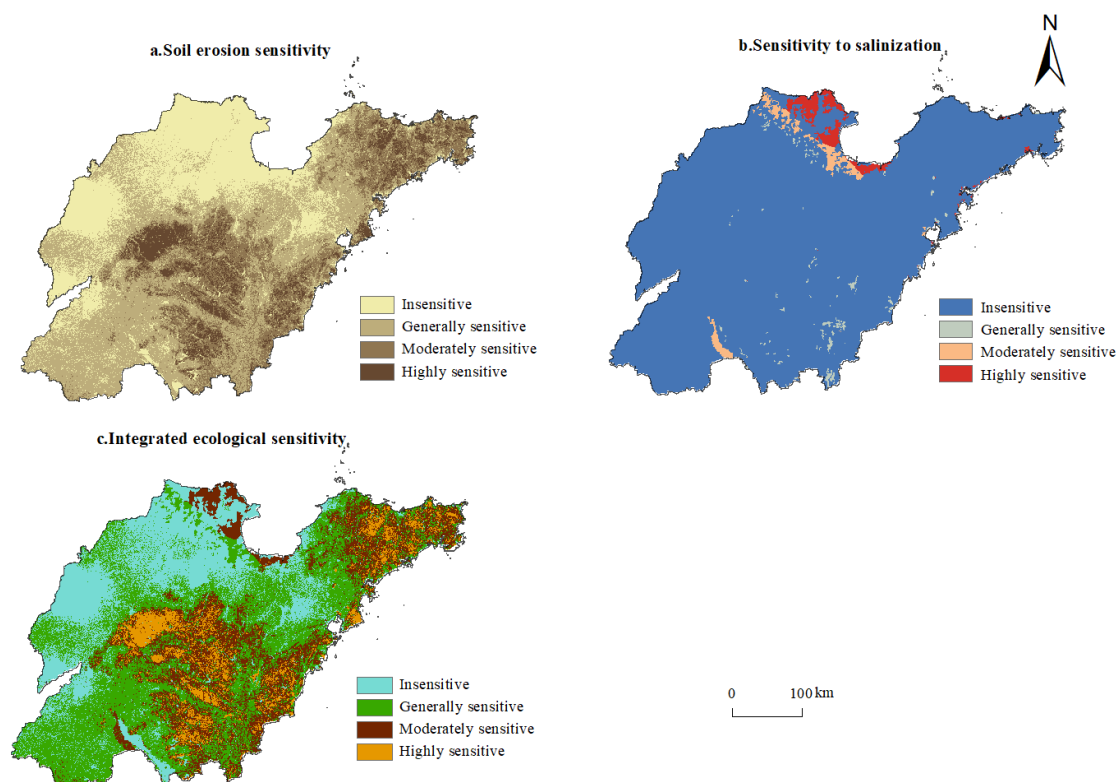 a.Soil erosion sensitivity
Insensitive
Generally sensitive
Moderately sensitive
Highly sensitive
b.Sensitivity to salinization
N
Insensitive
Generally sensitive
Moderately sensitive
Highly sensitive
c.Integrated ecological sensitivity
Insensitive
Generally sensitive
Moderately sensitive
Highly sensitive
0 100 km